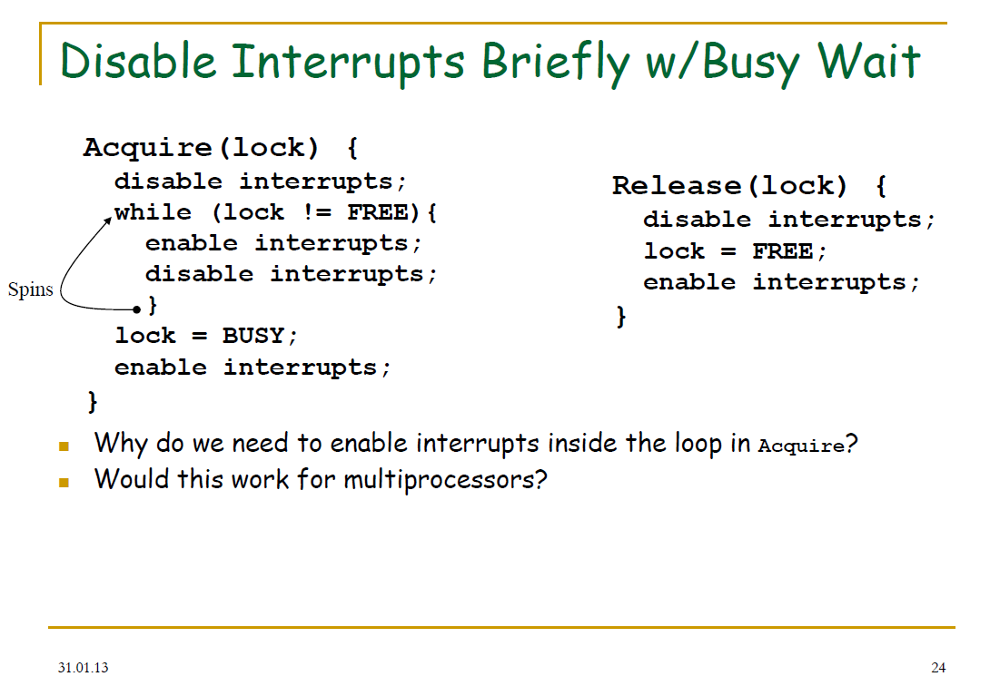 Disable Interrupts Briefly w/Busy Wait
Acquire(lock) {
disable interrupts;
while (lock != FREE){
enable interrupts;
disable interrupts;
}
lock = BUSY;
enable interrupts;
}
Spins
Release(lock) {
disable interrupts;
lock = FREE;
enable interrupts;
}
Why do we need to enable interrupts inside the loop in Acquire?
Would this work for multiprocessors?
31.01.13
24